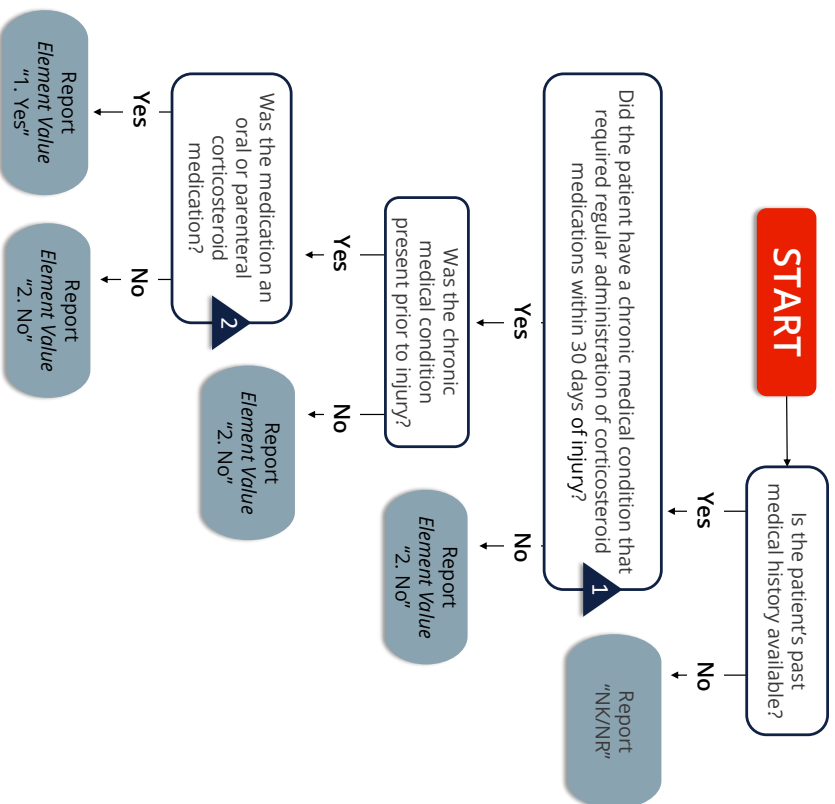 START
Is the patient's past
medical history available?
Yes
No
Report
"NK/NR"
Did the patient have a chronic medical condition that
required regular administration of corticosteroid
medications within 30 days of injury?
1
Yes
No
Report
Element Value
"2. No"
Was the chronic
medical condition
present prior to injury?
Yes
No
Report
Element Value
"2. No"
Was the medication an
oral or parenteral
corticosteroid
medication?
2
Yes
No
Report
Element Value
"1. Yes"
Report
Element Value
"2. No"